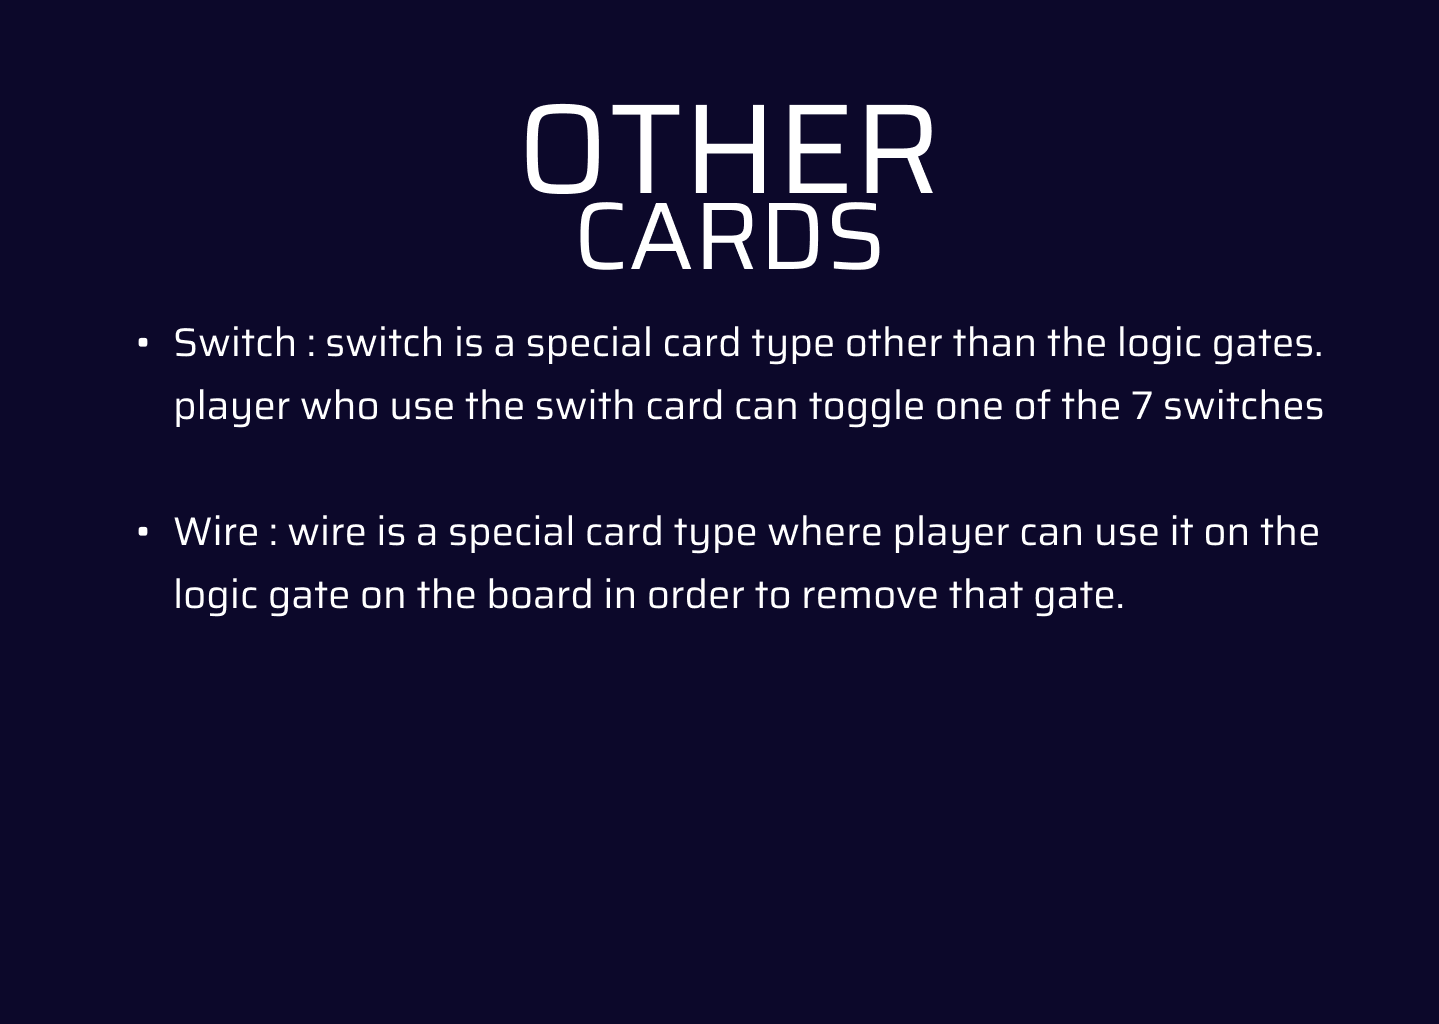 OTHER
CARDS
• Switch : switch is a special card type other than the logic gates.
player who use the swith card can toggle one of the 7 switches
• Wire : wire is a special card type where player can use it on the
logic gate on the board in order to remove that gate.